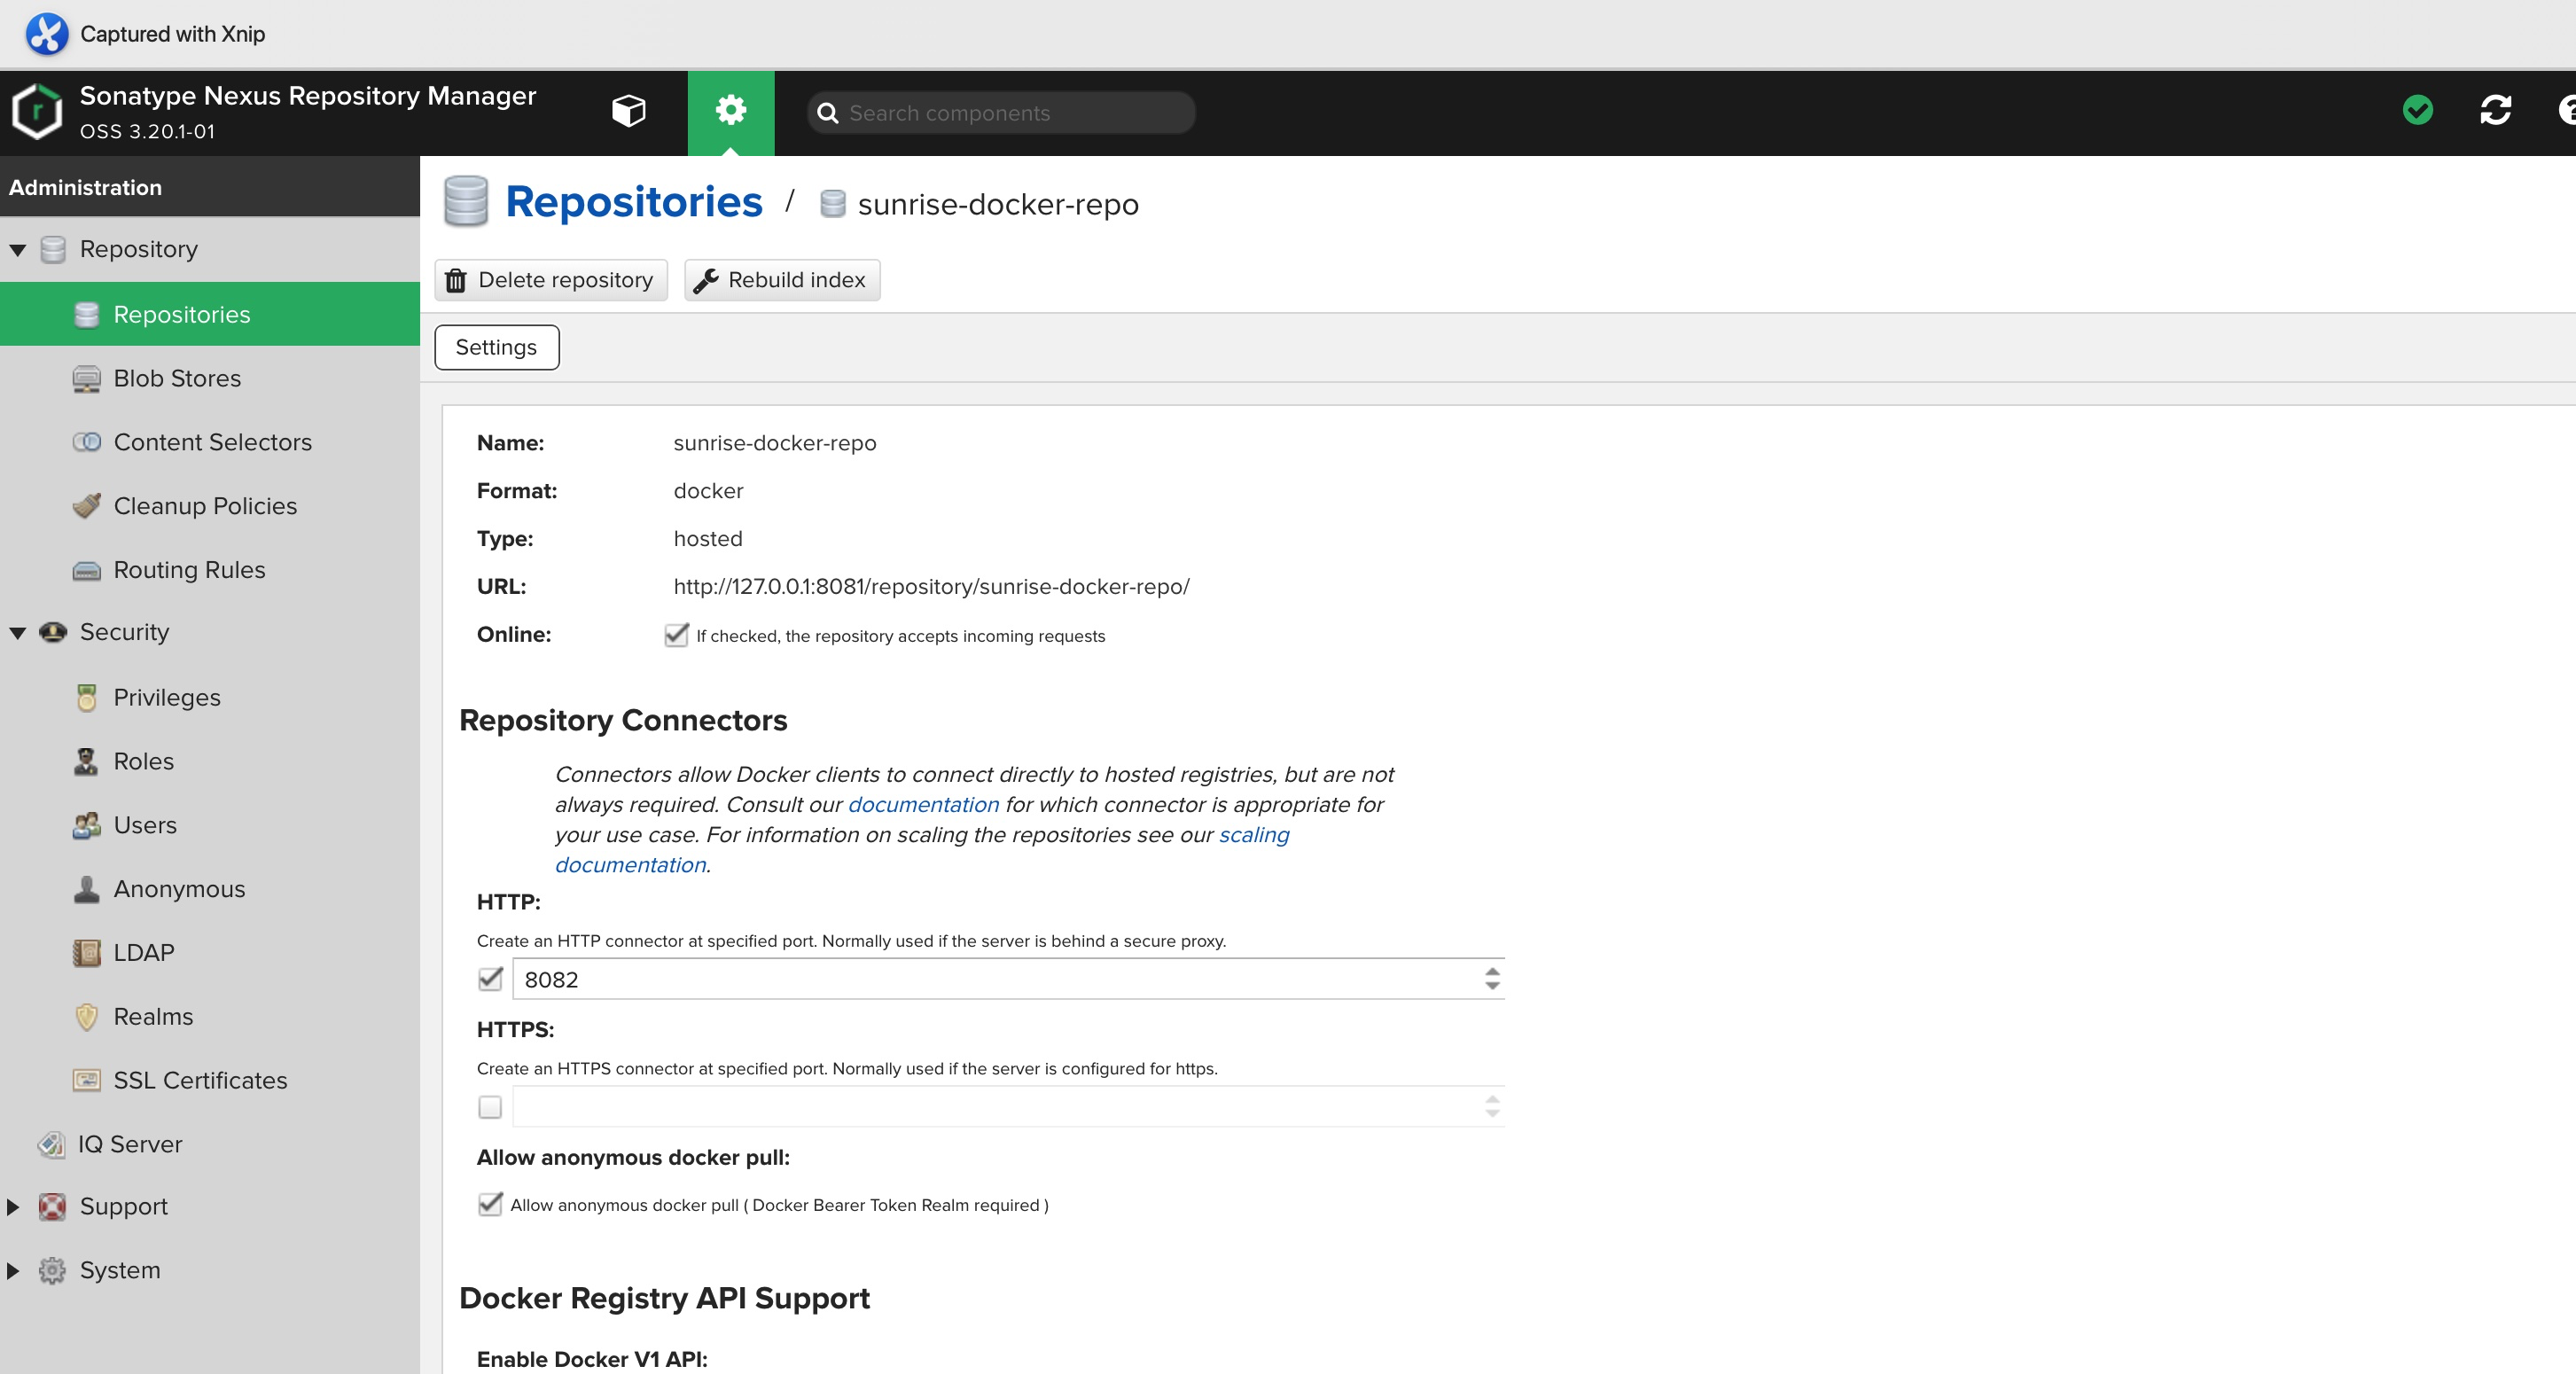 Captured with Xnip
Sonatype Nexus Repository Manager
OSS 3.20.1-01
Search components
Administration
Repository
Repositories
Blob Stores
Content Selectors
Cleanup Policies
Routing Rules
Security
Privileges
Roles
Users
Anonymous
LDAP
Realms
SSL Certificates
IQ Server
Support
System
Repositories / sunrise-docker-repo
Delete repository
Rebuild index
Settings
Name: sunrise-docker-repo
Format: docker
Type: hosted
URL: http://127.0.0.1:8081/repository/sunrise-docker-repo/
Online: If checked, the repository accepts incoming requests
Repository Connectors
Connectors allow Docker clients to connect directly to hosted registries, but are not
always required. Consult our documentation for which connector is appropriate for
your use case. For information on scaling the repositories see our scaling
documentation.
HTTP:
Create an HTTP connector at specified port. Normally used if the server is behind a secure proxy.
8082
HTTPS:
Create an HTTPS connector at specified port. Normally used if the server is configured for https.
Allow anonymous docker pull:
Allow anonymous docker pull ( Docker Bearer Token Realm required )
Docker Registry API Support
Enable Docker V1 API: